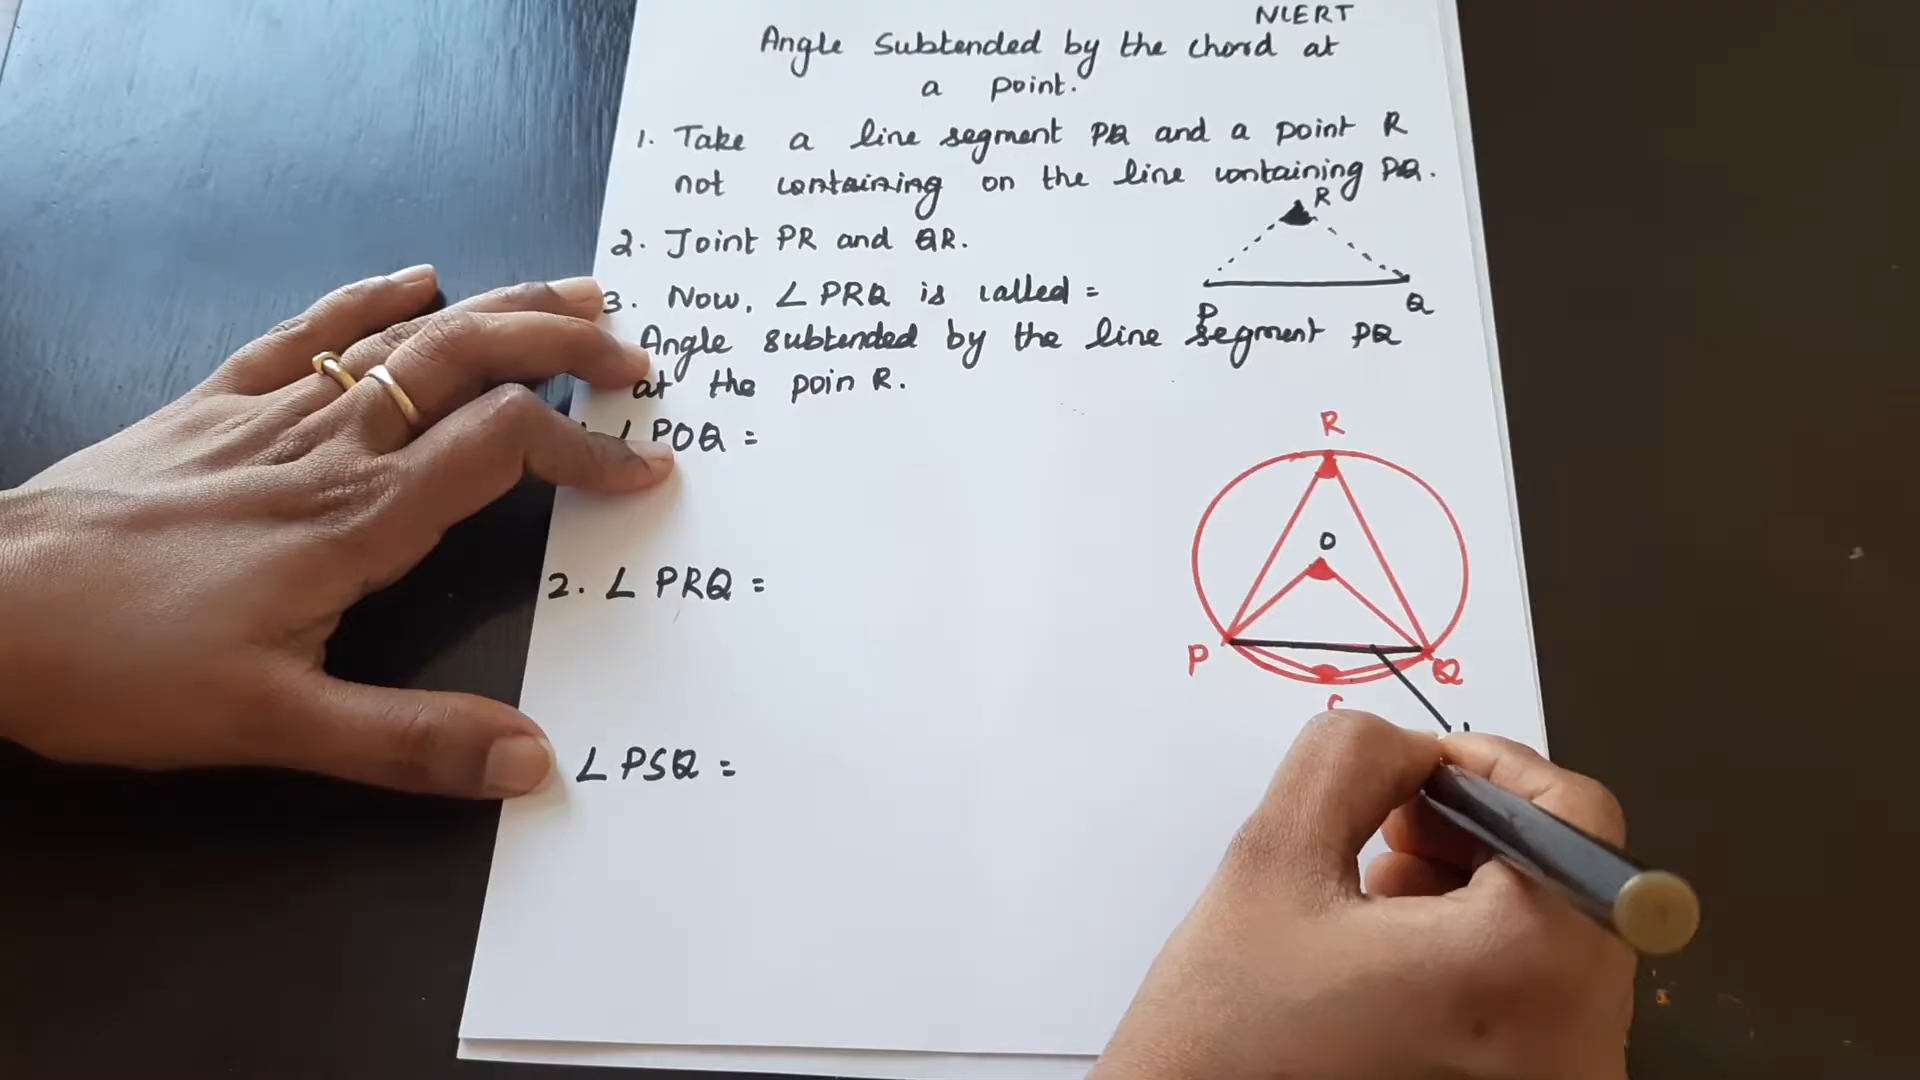 NCERT
Angle Subtended by the chord at
a point.
1. Take a line segment PQ and a point R
not containing on the line containing PQ.
R
2. Joint PR and QR.
3. Now, ∠ PRQ is called =
P
Q
Angle subtended by the line segment PQ
at the poin R.
R
∠ POQ =
O
2. ∠ PRQ =
P
Q
∠ PSQ =